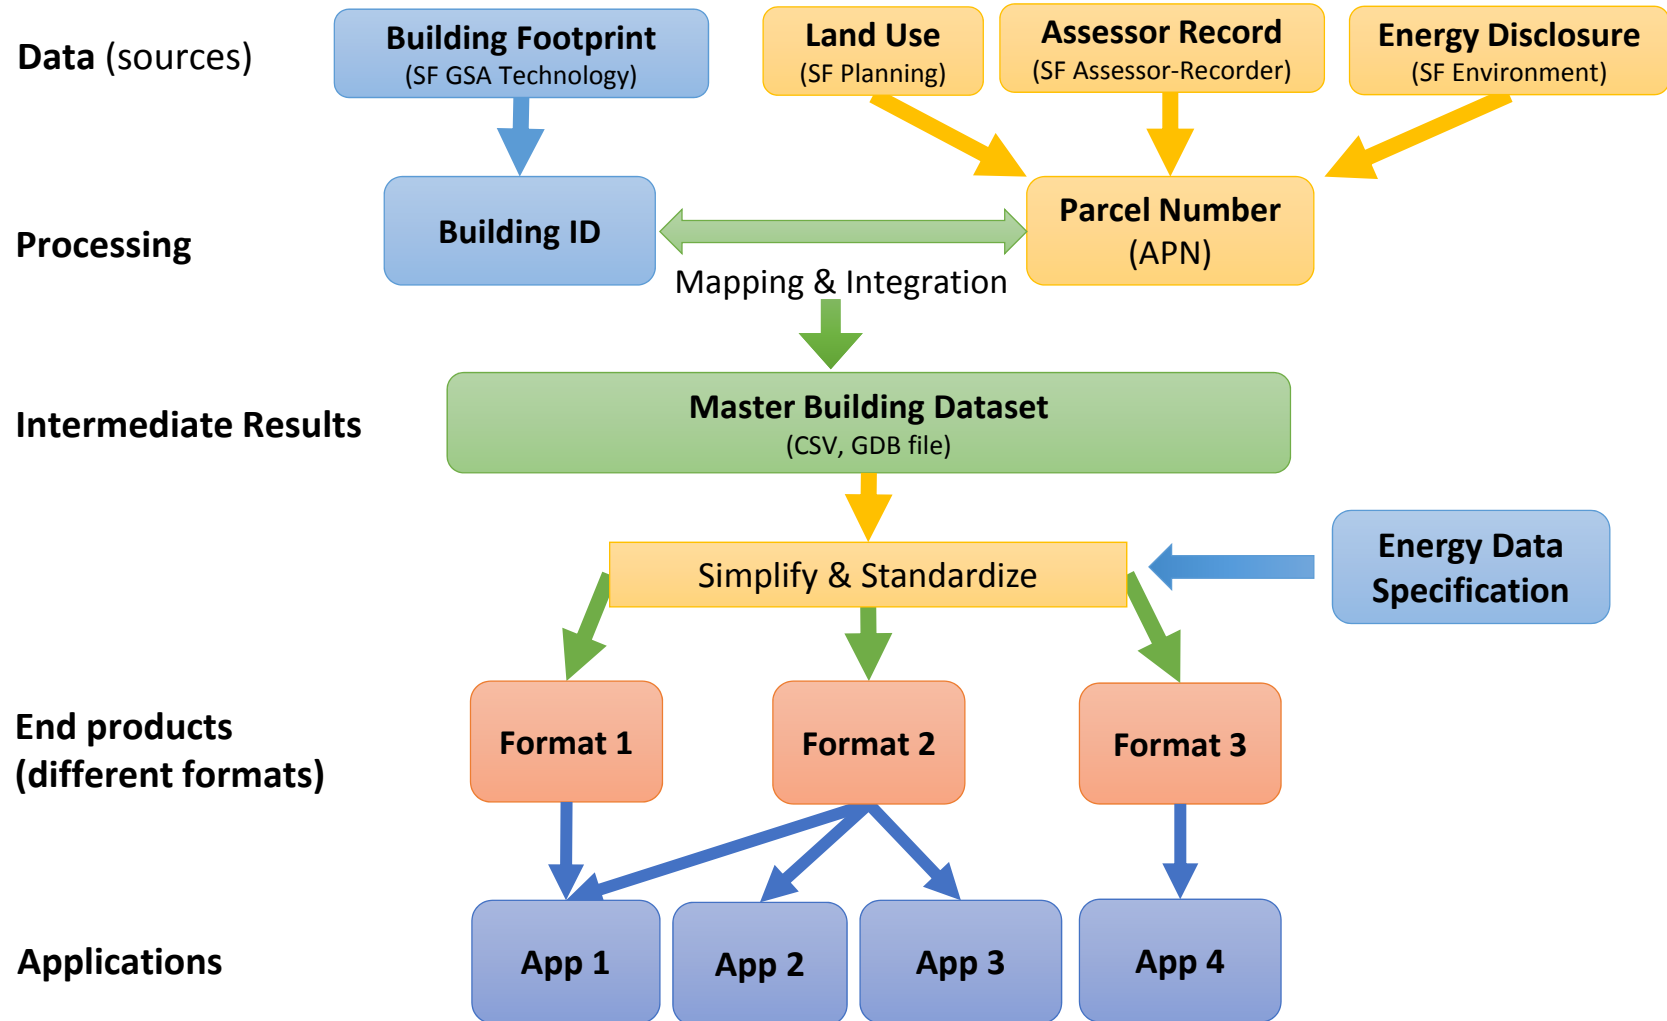 Data (sources)
Building Footprint
(SF GSA Technology)
Land Use
(SF Planning)
Assessor Record
(SF Assessor-Recorder)
Energy Disclosure
(SF Environment)
Processing
Building ID
Mapping & Integration
Parcel Number
(APN)
Intermediate Results
Master Building Dataset
(CSV, GDB file)
Simplify & Standardize
Energy Data
Specification
End products
(different formats)
Format 1
Format 2
Format 3
Applications
App 1
App 2
App 3
App 4